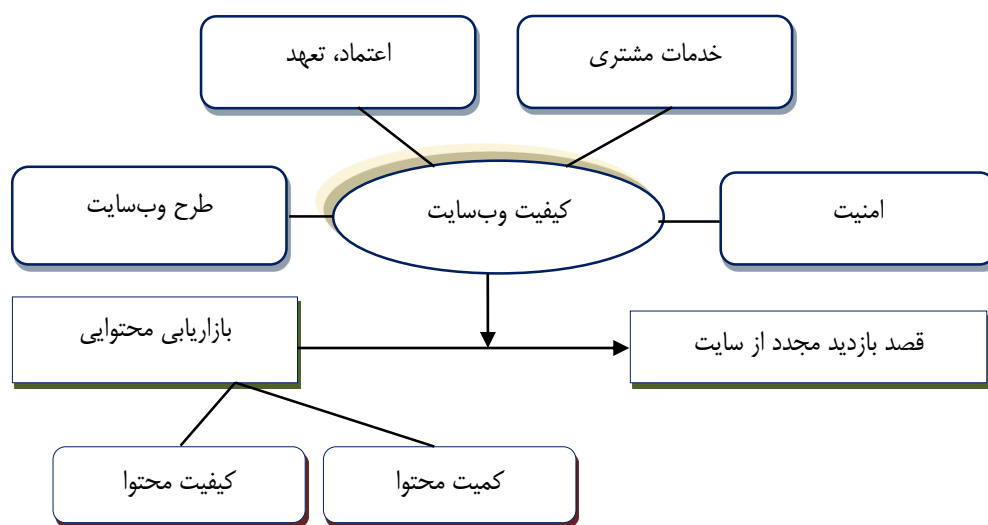 خدمات مشتری
اعتماد، تعهد
امنیت
کیفیت وب‌سایت
طرح وب‌سایت
قصد بازدید مجدد از سایت
بازاریابی محتوایی
کمیت محتوا
کیفیت محتوا